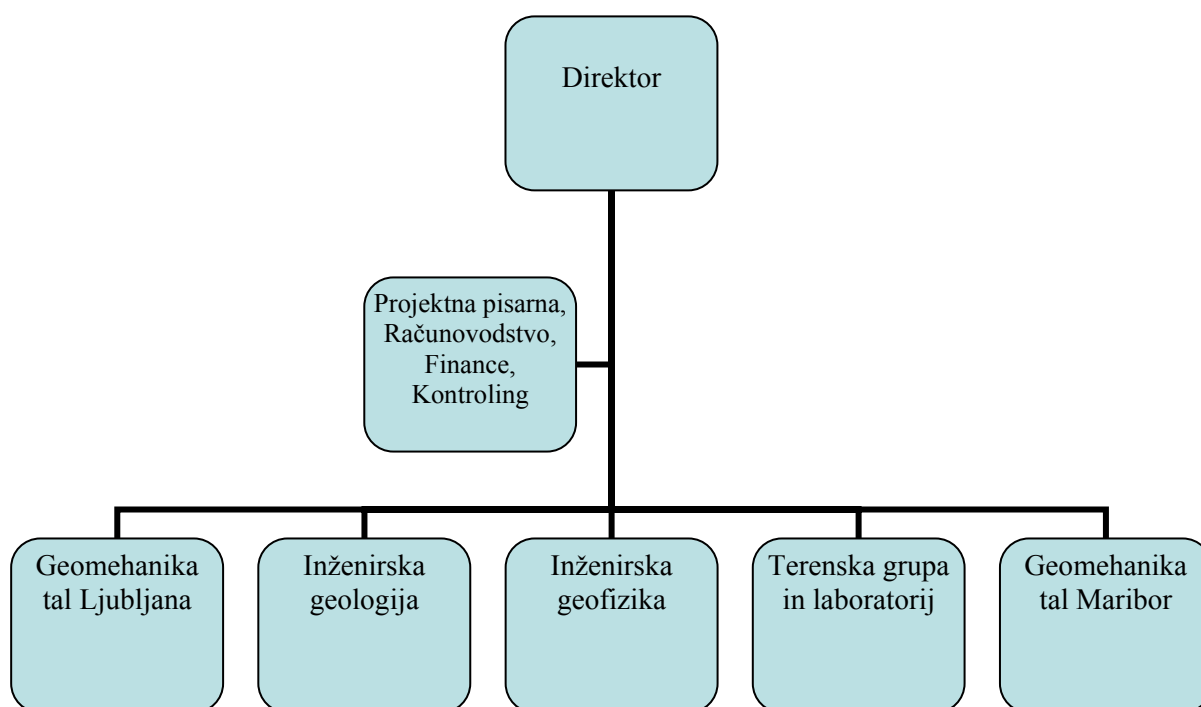 Direktor
Projektna pisarna,
Računovodstvo,
Finance,
Kontroling
Geomehanika
tal Ljubljana
Inženirska
geologija
Inženirska
geofizika
Terenska grupa
in laboratorij
Geomehanika
tal Maribor